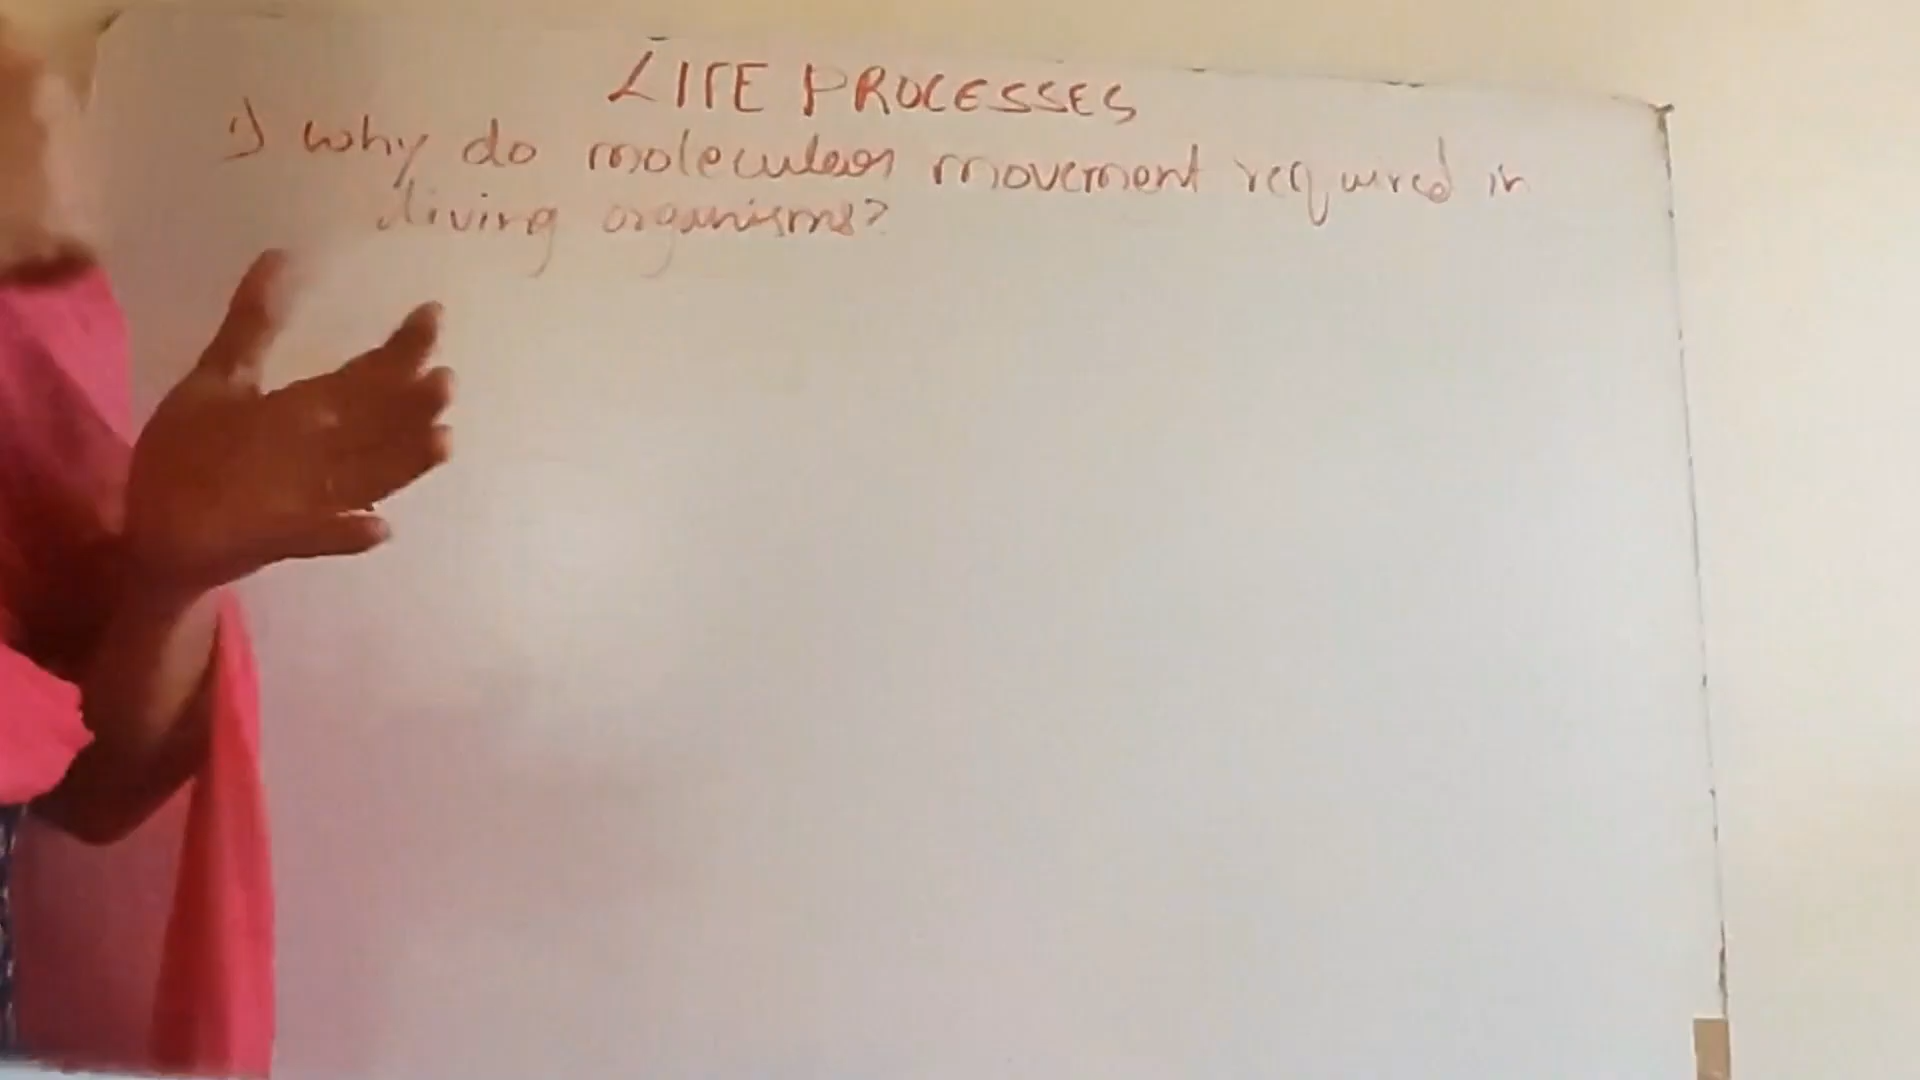 LIFE PROCESSES
1) why do molecular movement required in
living organisms?